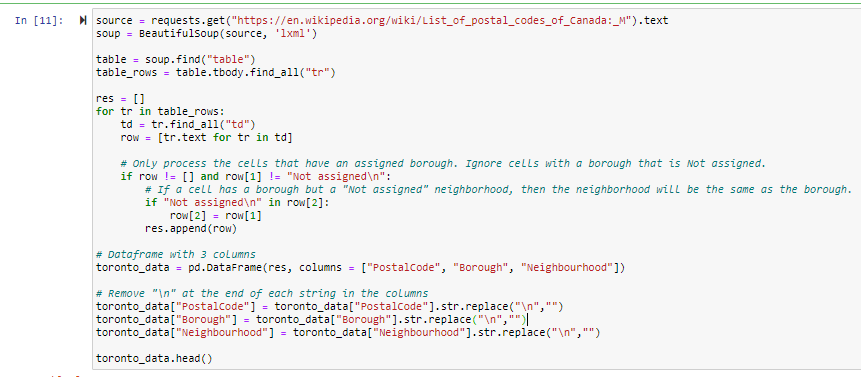 In [11]: source = requests.get("https://en.wikipedia.org/wiki/List_of_postal_codes_of_Canada:_M").text
soup = BeautifulSoup(source, 'lxml')

table = soup.find("table")
table_rows = table.tbody.find_all("tr")

res = []
for tr in table_rows:
    td = tr.find_all("td")
    row = [tr.text for tr in td]

    # Only process the cells that have an assigned borough. Ignore cells with a borough that is Not assigned.
    if row != [] and row[1] != "Not assigned\n":
        # If a cell has a borough but a "Not assigned" neighborhood, then the neighborhood will be the same as the borough.
        if "Not assigned\n" in row[2]:
            row[2] = row[1]
        res.append(row)

# Dataframe with 3 columns
toronto_data = pd.DataFrame(res, columns = ["PostalCode", "Borough", "Neighbourhood"])

# Remove "\n" at the end of each string in the columns
toronto_data["PostalCode"] = toronto_data["PostalCode"].str.replace("\n","")
toronto_data["Borough"] = toronto_data["Borough"].str.replace("\n","")
toronto_data["Neighbourhood"] = toronto_data["Neighbourhood"].str.replace("\n","")

toronto_data.head()